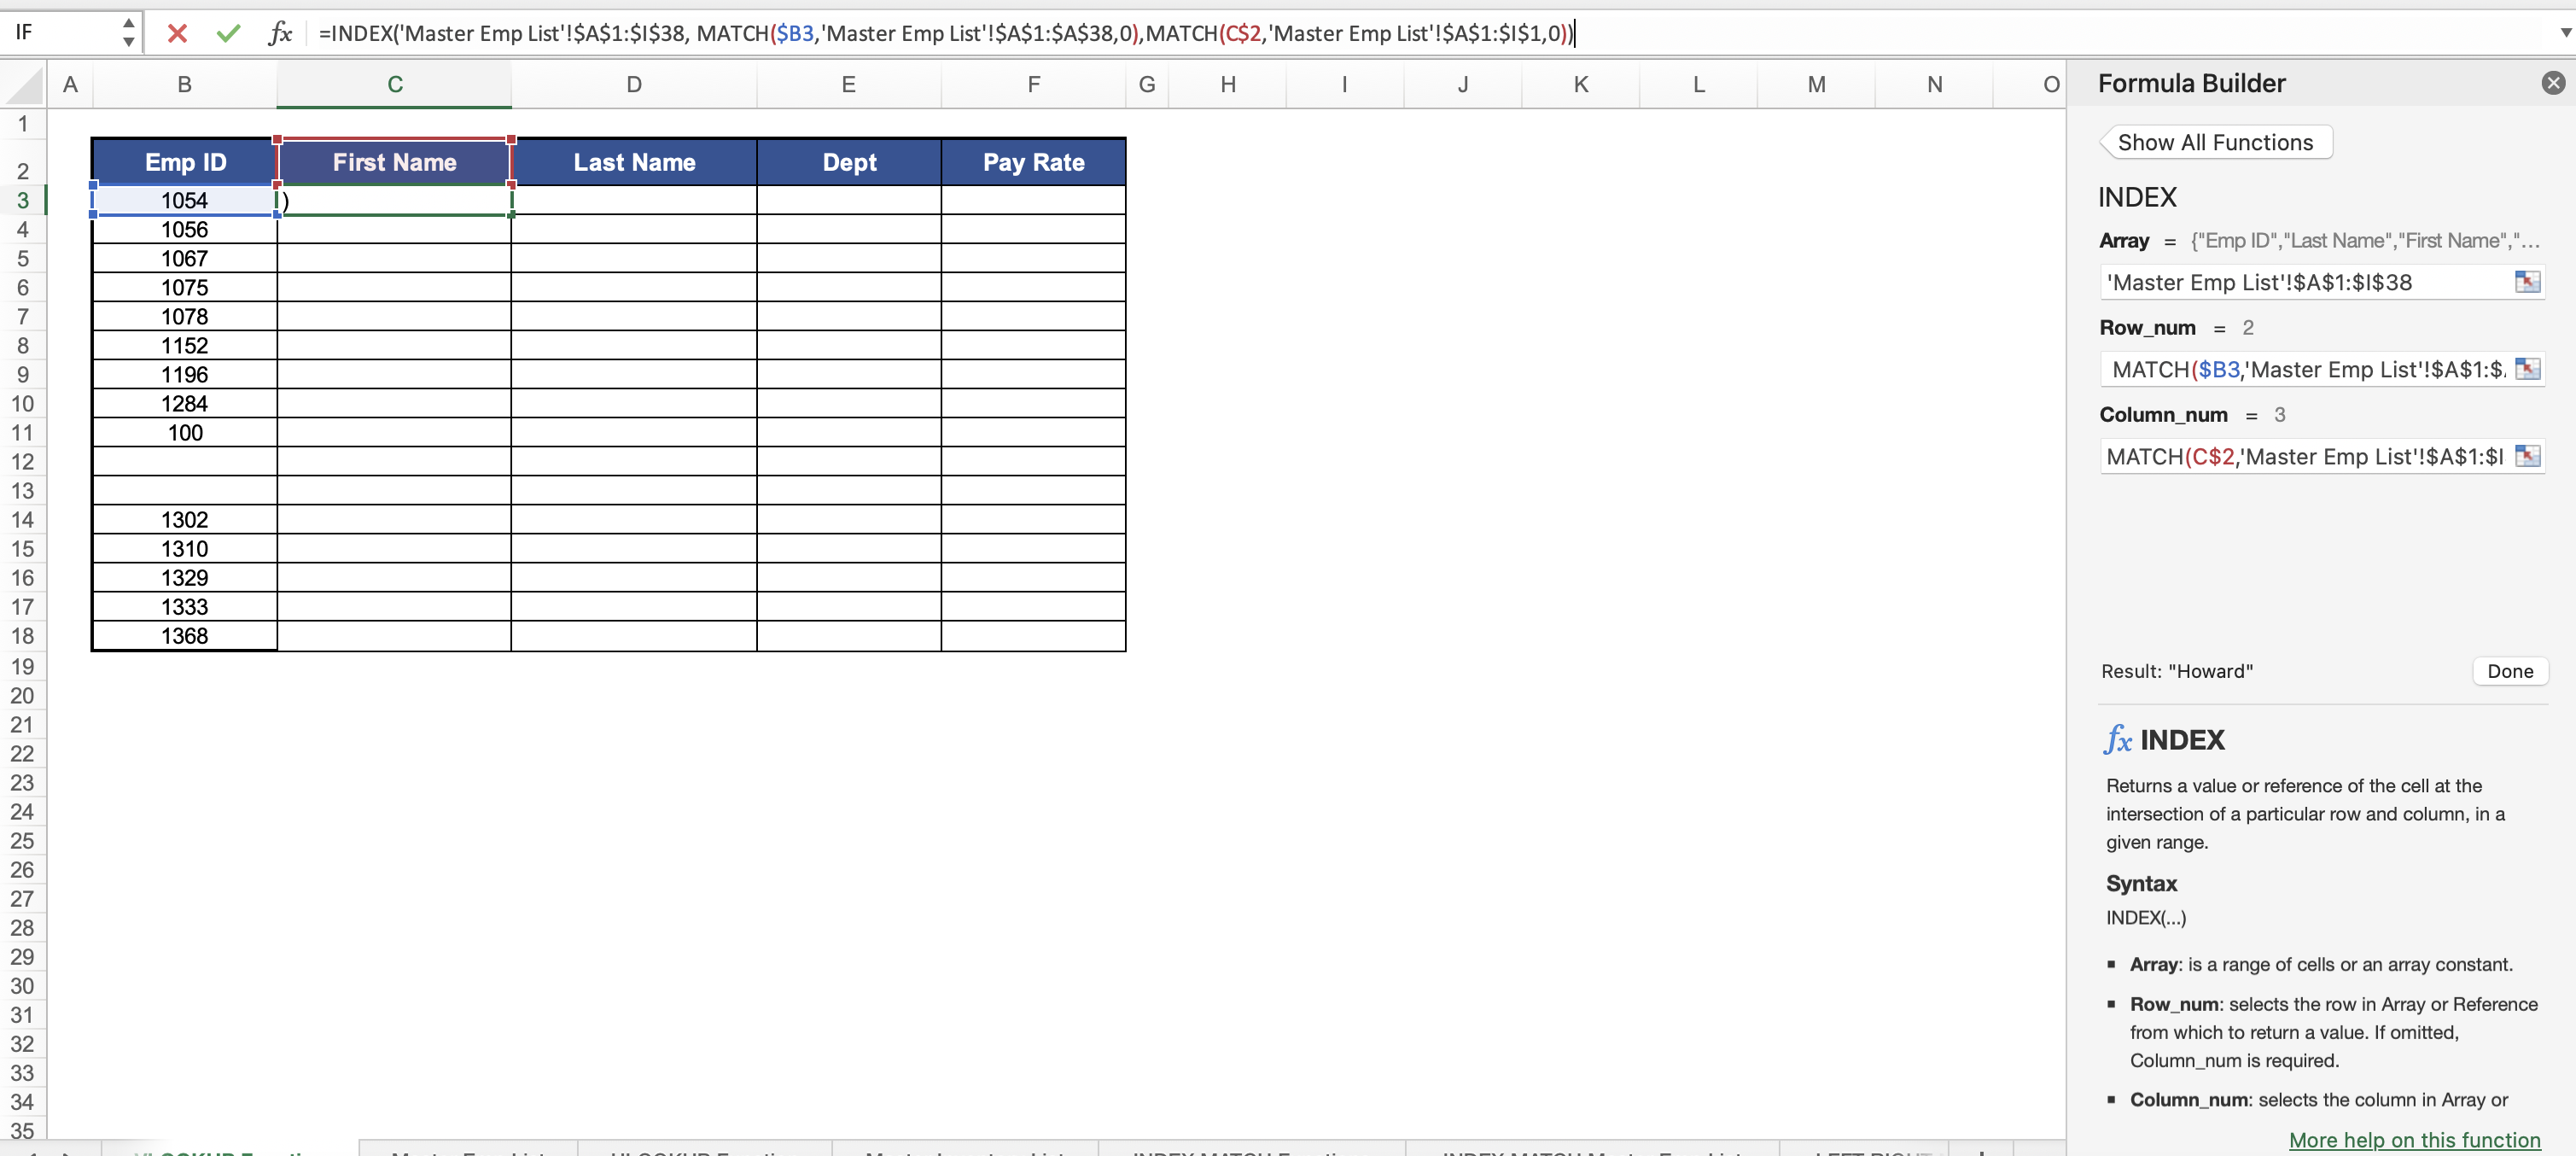 IF fx =INDEX('Master Emp List'!$A$1:$I$38, MATCH($B3,'Master Emp List'!$A$1:$A$38,0),MATCH(C$2,'Master Emp List'!$A$1:$I$1,0))
A B C D E F G H I J K L M N O
1
2 Emp ID First Name Last Name Dept Pay Rate
3 1054 )
4 1056
5 1067
6 1075
7 1078
8 1152
9 1196
10 1284
11 100
12
13
14 1302
15 1310
16 1329
17 1333
18 1368
19
20
21
22
23
24
25
26
27
28
29
30
31
32
33
34
35
Formula Builder
Show All Functions
INDEX
Array = {"Emp ID","Last Name","First Name","...
'Master Emp List'!$A$1:$I$38
Row_num = 2
MATCH($B3,'Master Emp List'!$A$1:$
Column_num = 3
MATCH(C$2,'Master Emp List'!$A$1:$I
Result: "Howard"
Done
fx INDEX
Returns a value or reference of the cell at the
intersection of a particular row and column, in a
given range.
Syntax
INDEX(...)
▪ Array: is a range of cells or an array constant.
▪ Row_num: selects the row in Array or Reference
from which to return a value. If omitted,
Column_num is required.
▪ Column_num: selects the column in Array or
More help on this function